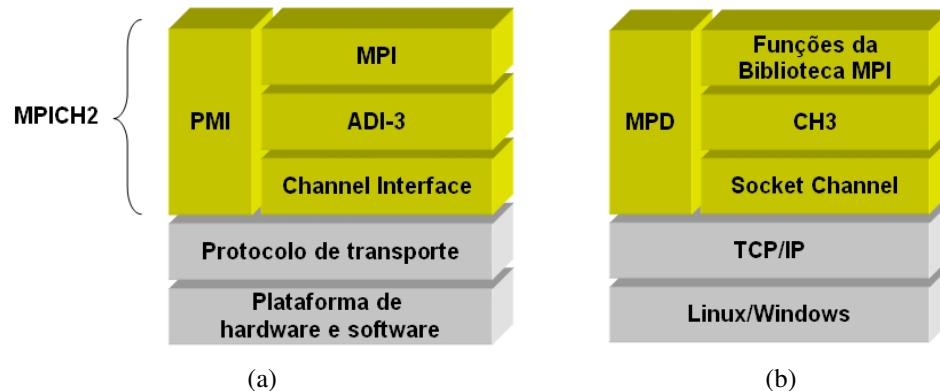 MPICH2
PMI
MPI
ADI-3
Channel Interface
Protocolo de transporte
Plataforma de
hardware e software
(a)
MPD
Funções da
Biblioteca MPI
CH3
Socket Channel
TCP/IP
Linux/Windows
(b)